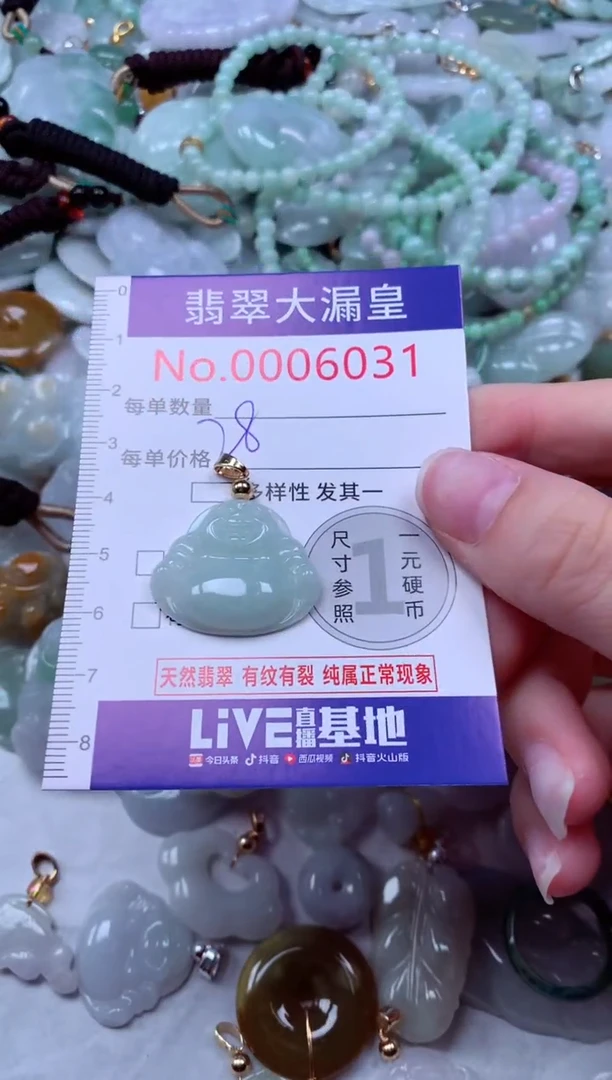 翡翠大漏皇
No.0006031
每单数量
28
每单价格
多样性 发其一
尺寸参照
1
一元硬币
天然翡翠 有纹有裂 纯属正常现象
LiVE直播基地
今日头条 抖音 西瓜视频 抖音火山版
0
1
2
3
4
5
6
7
8